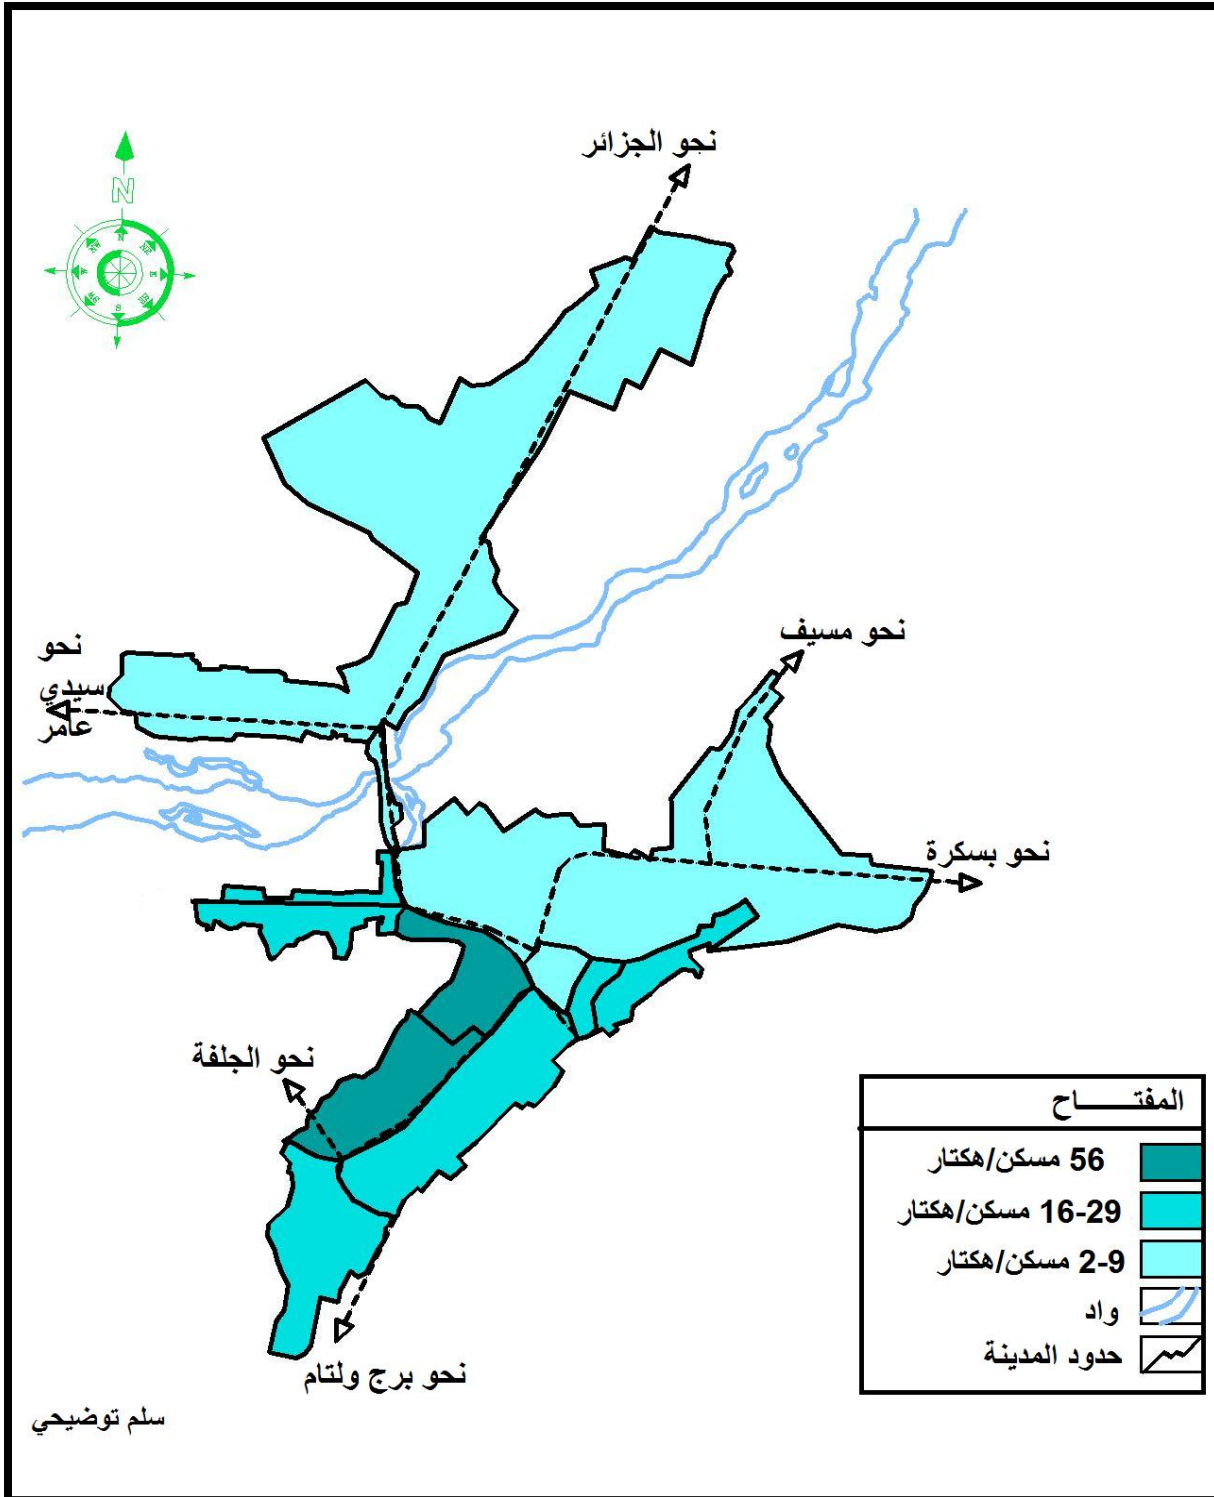 نحو الجزائر
N
N
NE
E
S
نحو مسيف
نحو
سيدي
عامر
نحو بسكرة
نحو الجلفة
المفتـــــاح
56 مسكن/هكتار
16-29 مسكن/هكتار
2-9 مسكن/هكتار
واد
حدود المدينة
نحو برج ولتام
سلم توضيحي